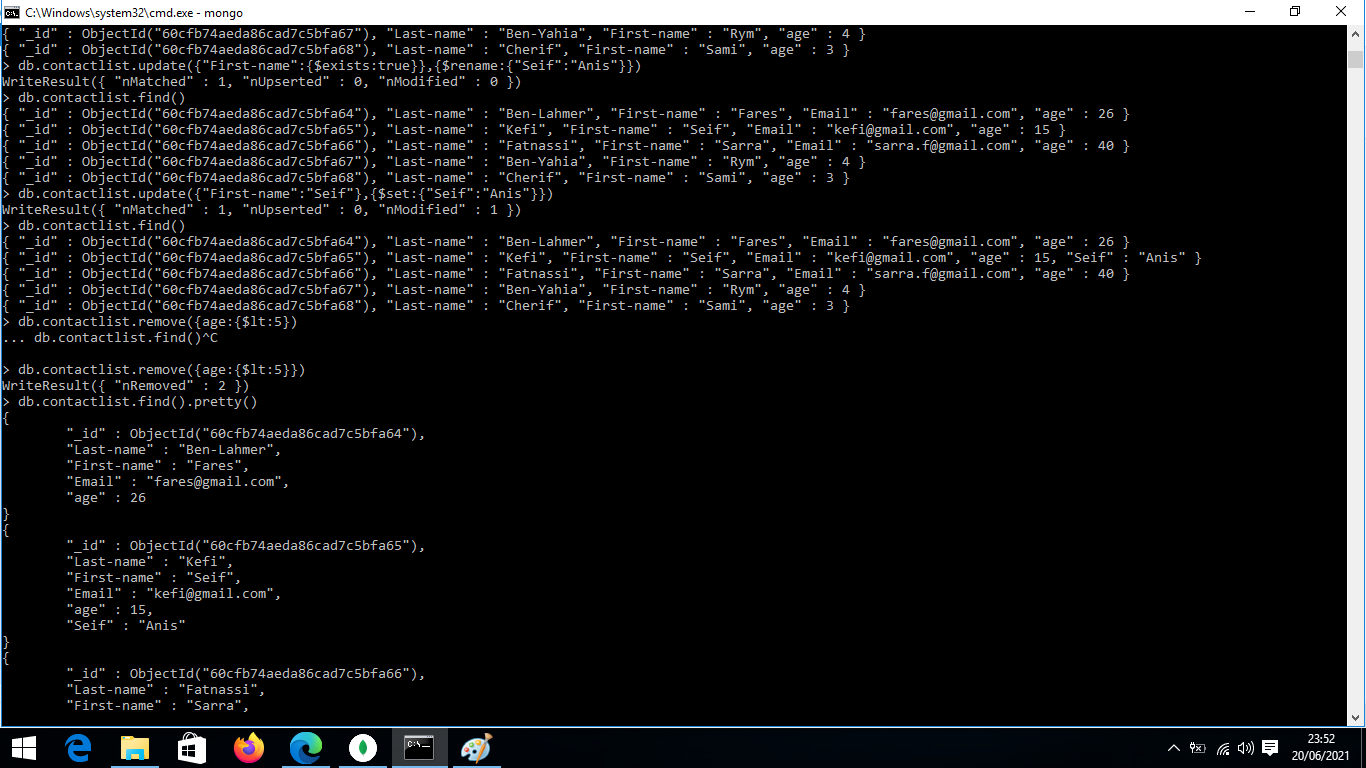 C:\Windows\system32\cmd.exe - mongo
{ "_id" : ObjectId("60cfb74aeda86cad7c5bfa67"), "Last-name" : "Ben-Yahia", "First-name" : "Rym", "age" : 4 }
{ "_id" : ObjectId("60cfb74aeda86cad7c5bfa68"), "Last-name" : "Cherif", "First-name" : "Sami", "age" : 3 }
> db.contactlist.update({"First-name":{$exists:true}},{$rename:{"Seif":"Anis"}})
WriteResult({ "nMatched" : 1, "nUpserted" : 0, "nModified" : 0 })
> db.contactlist.find()
{ "_id" : ObjectId("60cfb74aeda86cad7c5bfa64"), "Last-name" : "Ben-Lahmer", "First-name" : "Fares", "Email" : "fares@gmail.com", "age" : 26 }
{ "_id" : ObjectId("60cfb74aeda86cad7c5bfa65"), "Last-name" : "Kefi", "First-name" : "Seif", "Email" : "kefi@gmail.com", "age" : 15 }
{ "_id" : ObjectId("60cfb74aeda86cad7c5bfa66"), "Last-name" : "Fatnassi", "First-name" : "Sarra", "Email" : "sarra.f@gmail.com", "age" : 40 }
{ "_id" : ObjectId("60cfb74aeda86cad7c5bfa67"), "Last-name" : "Ben-Yahia", "First-name" : "Rym", "age" : 4 }
{ "_id" : ObjectId("60cfb74aeda86cad7c5bfa68"), "Last-name" : "Cherif", "First-name" : "Sami", "age" : 3 }
> db.contactlist.update({"First-name":"Seif"},{$set:{"Seif":"Anis"}})
WriteResult({ "nMatched" : 1, "nUpserted" : 0, "nModified" : 1 })
> db.contactlist.find()
{ "_id" : ObjectId("60cfb74aeda86cad7c5bfa64"), "Last-name" : "Ben-Lahmer", "First-name" : "Fares", "Email" : "fares@gmail.com", "age" : 26 }
{ "_id" : ObjectId("60cfb74aeda86cad7c5bfa65"), "Last-name" : "Kefi", "First-name" : "Seif", "Email" : "kefi@gmail.com", "age" : 15, "Seif" : "Anis" }
{ "_id" : ObjectId("60cfb74aeda86cad7c5bfa66"), "Last-name" : "Fatnassi", "First-name" : "Sarra", "Email" : "sarra.f@gmail.com", "age" : 40 }
{ "_id" : ObjectId("60cfb74aeda86cad7c5bfa67"), "Last-name" : "Ben-Yahia", "First-name" : "Rym", "age" : 4 }
{ "_id" : ObjectId("60cfb74aeda86cad7c5bfa68"), "Last-name" : "Cherif", "First-name" : "Sami", "age" : 3 }
> db.contactlist.remove({age:{$lt:5})
... db.contactlist.find()^C
> db.contactlist.remove({age:{$lt:5}})
WriteResult({ "nRemoved" : 2 })
> db.contactlist.find().pretty()
{
"_id" : ObjectId("60cfb74aeda86cad7c5bfa64"),
"Last-name" : "Ben-Lahmer",
"First-name" : "Fares",
"Email" : "fares@gmail.com",
"age" : 26
}
{
"_id" : ObjectId("60cfb74aeda86cad7c5bfa65"),
"Last-name" : "Kefi",
"First-name" : "Seif",
"Email" : "kefi@gmail.com",
"age" : 15,
"Seif" : "Anis"
}
{
"_id" : ObjectId("60cfb74aeda86cad7c5bfa66"),
"Last-name" : "Fatnassi",
"First-name" : "Sarra",
23:52
20/06/2021